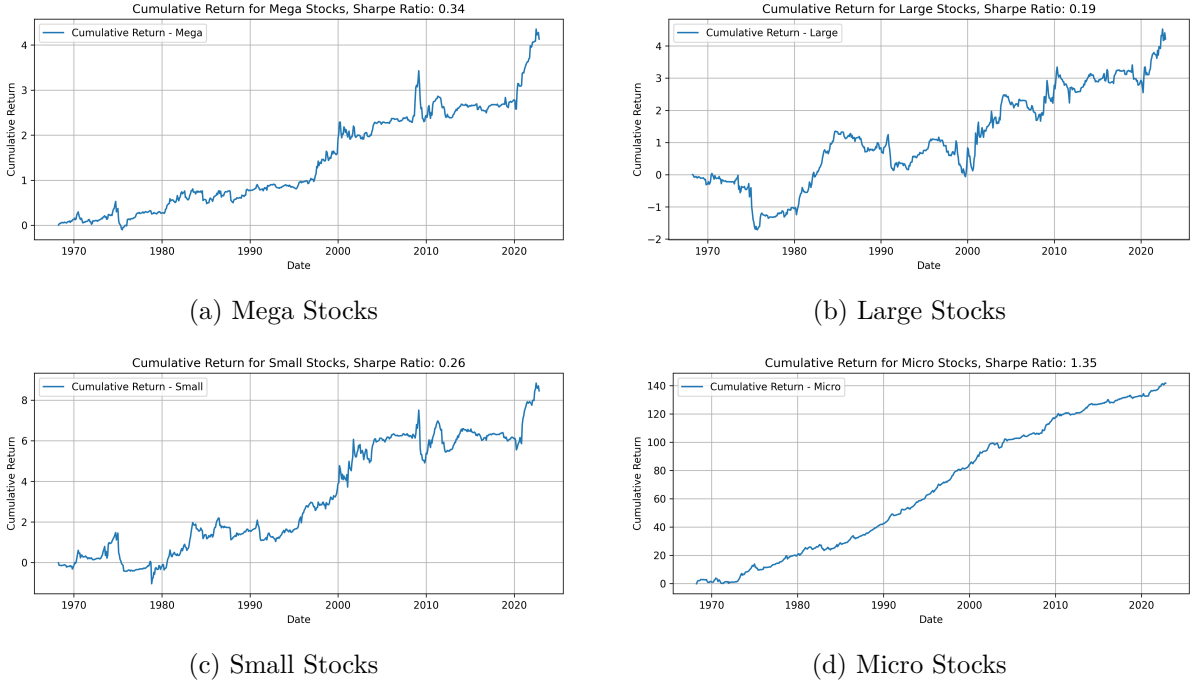 Cumulative Return for Mega Stocks, Sharpe Ratio: 0.34
Cumulative Return - Mega
Cumulative Return
4
3
2
1
0
1970 1980 1990 2000 2010 2020
Date
(a) Mega Stocks
Cumulative Return for Large Stocks, Sharpe Ratio: 0.19
Cumulative Return - Large
Cumulative Return
4
3
2
1
0
−1
−2
1970 1980 1990 2000 2010 2020
Date
(b) Large Stocks
Cumulative Return for Small Stocks, Sharpe Ratio: 0.26
Cumulative Return - Small
Cumulative Return
8
6
4
2
0
1970 1980 1990 2000 2010 2020
Date
(c) Small Stocks
Cumulative Return for Micro Stocks, Sharpe Ratio: 1.35
Cumulative Return - Micro
Cumulative Return
140
120
100
80
60
40
20
0
1970 1980 1990 2000 2010 2020
Date
(d) Micro Stocks